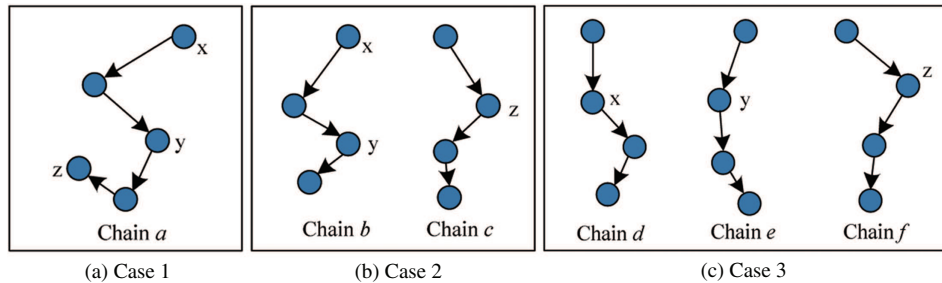 x
y
z
Chain a
x
y
Chain b
z
Chain c
x
Chain d
y
Chain e
z
Chain f
(a) Case 1
(b) Case 2
(c) Case 3